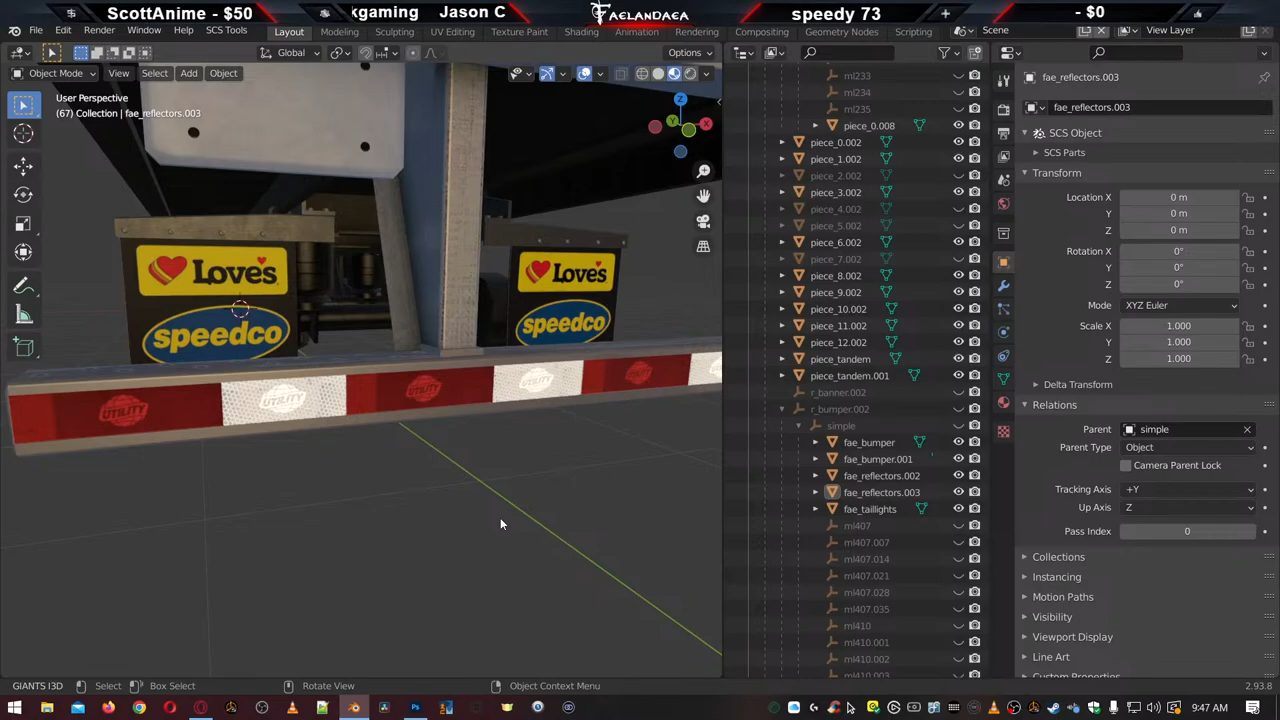 ScottAnime - $50
kgaming Jason C
FAELANDAEA
speedy 73
- $0
File Edit Render Window Help SCS Tools
Layout Modeling Sculpting UV Editing Texture Paint Shading Animation Rendering Compositing Geometry Nodes Scripting
Scene
View Layer
Global
Options
Object Mode View Select Add Object
User Perspective
(67) Collection | fae_reflectors.003
Z
Y
X
Love's
speedco
Love's
speedco
UTILITY
UTILITY
UTILITY
UTILITY
UTILITY
ml233
ml234
ml235
piece_0.008
piece_0.002
piece_1.002
piece_2.002
piece_3.002
piece_4.002
piece_5.002
piece_6.002
piece_7.002
piece_8.002
piece_9.002
piece_10.002
piece_11.002
piece_12.002
piece_tandem
piece_tandem.001
r_banner.002
r_bumper.002
simple
fae_bumper
fae_bumper.001
fae_reflectors.002
fae_reflectors.003
fae_taillights
ml407
ml407.007
ml407.014
ml407.021
ml407.028
ml407.035
ml410
ml410.001
ml410.002
ml410.003
fae_reflectors.003
fae_reflectors.003
SCS Object
SCS Parts
Transform
Location X 0 m
Y 0 m
Z 0 m
Rotation X 0°
Y 0°
Z 0°
Mode XYZ Euler
Scale X 1.000
Y 1.000
Z 1.000
Delta Transform
Relations
Parent simple
Parent Type Object
Camera Parent Lock
Tracking Axis +Y
Up Axis Z
Pass Index 0
Collections
Instancing
Motion Paths
Visibility
Viewport Display
Line Art
Custom Properties
GIANTS I3D Select Box Select Rotate View Object Context Menu 2.93.8
9:47 AM